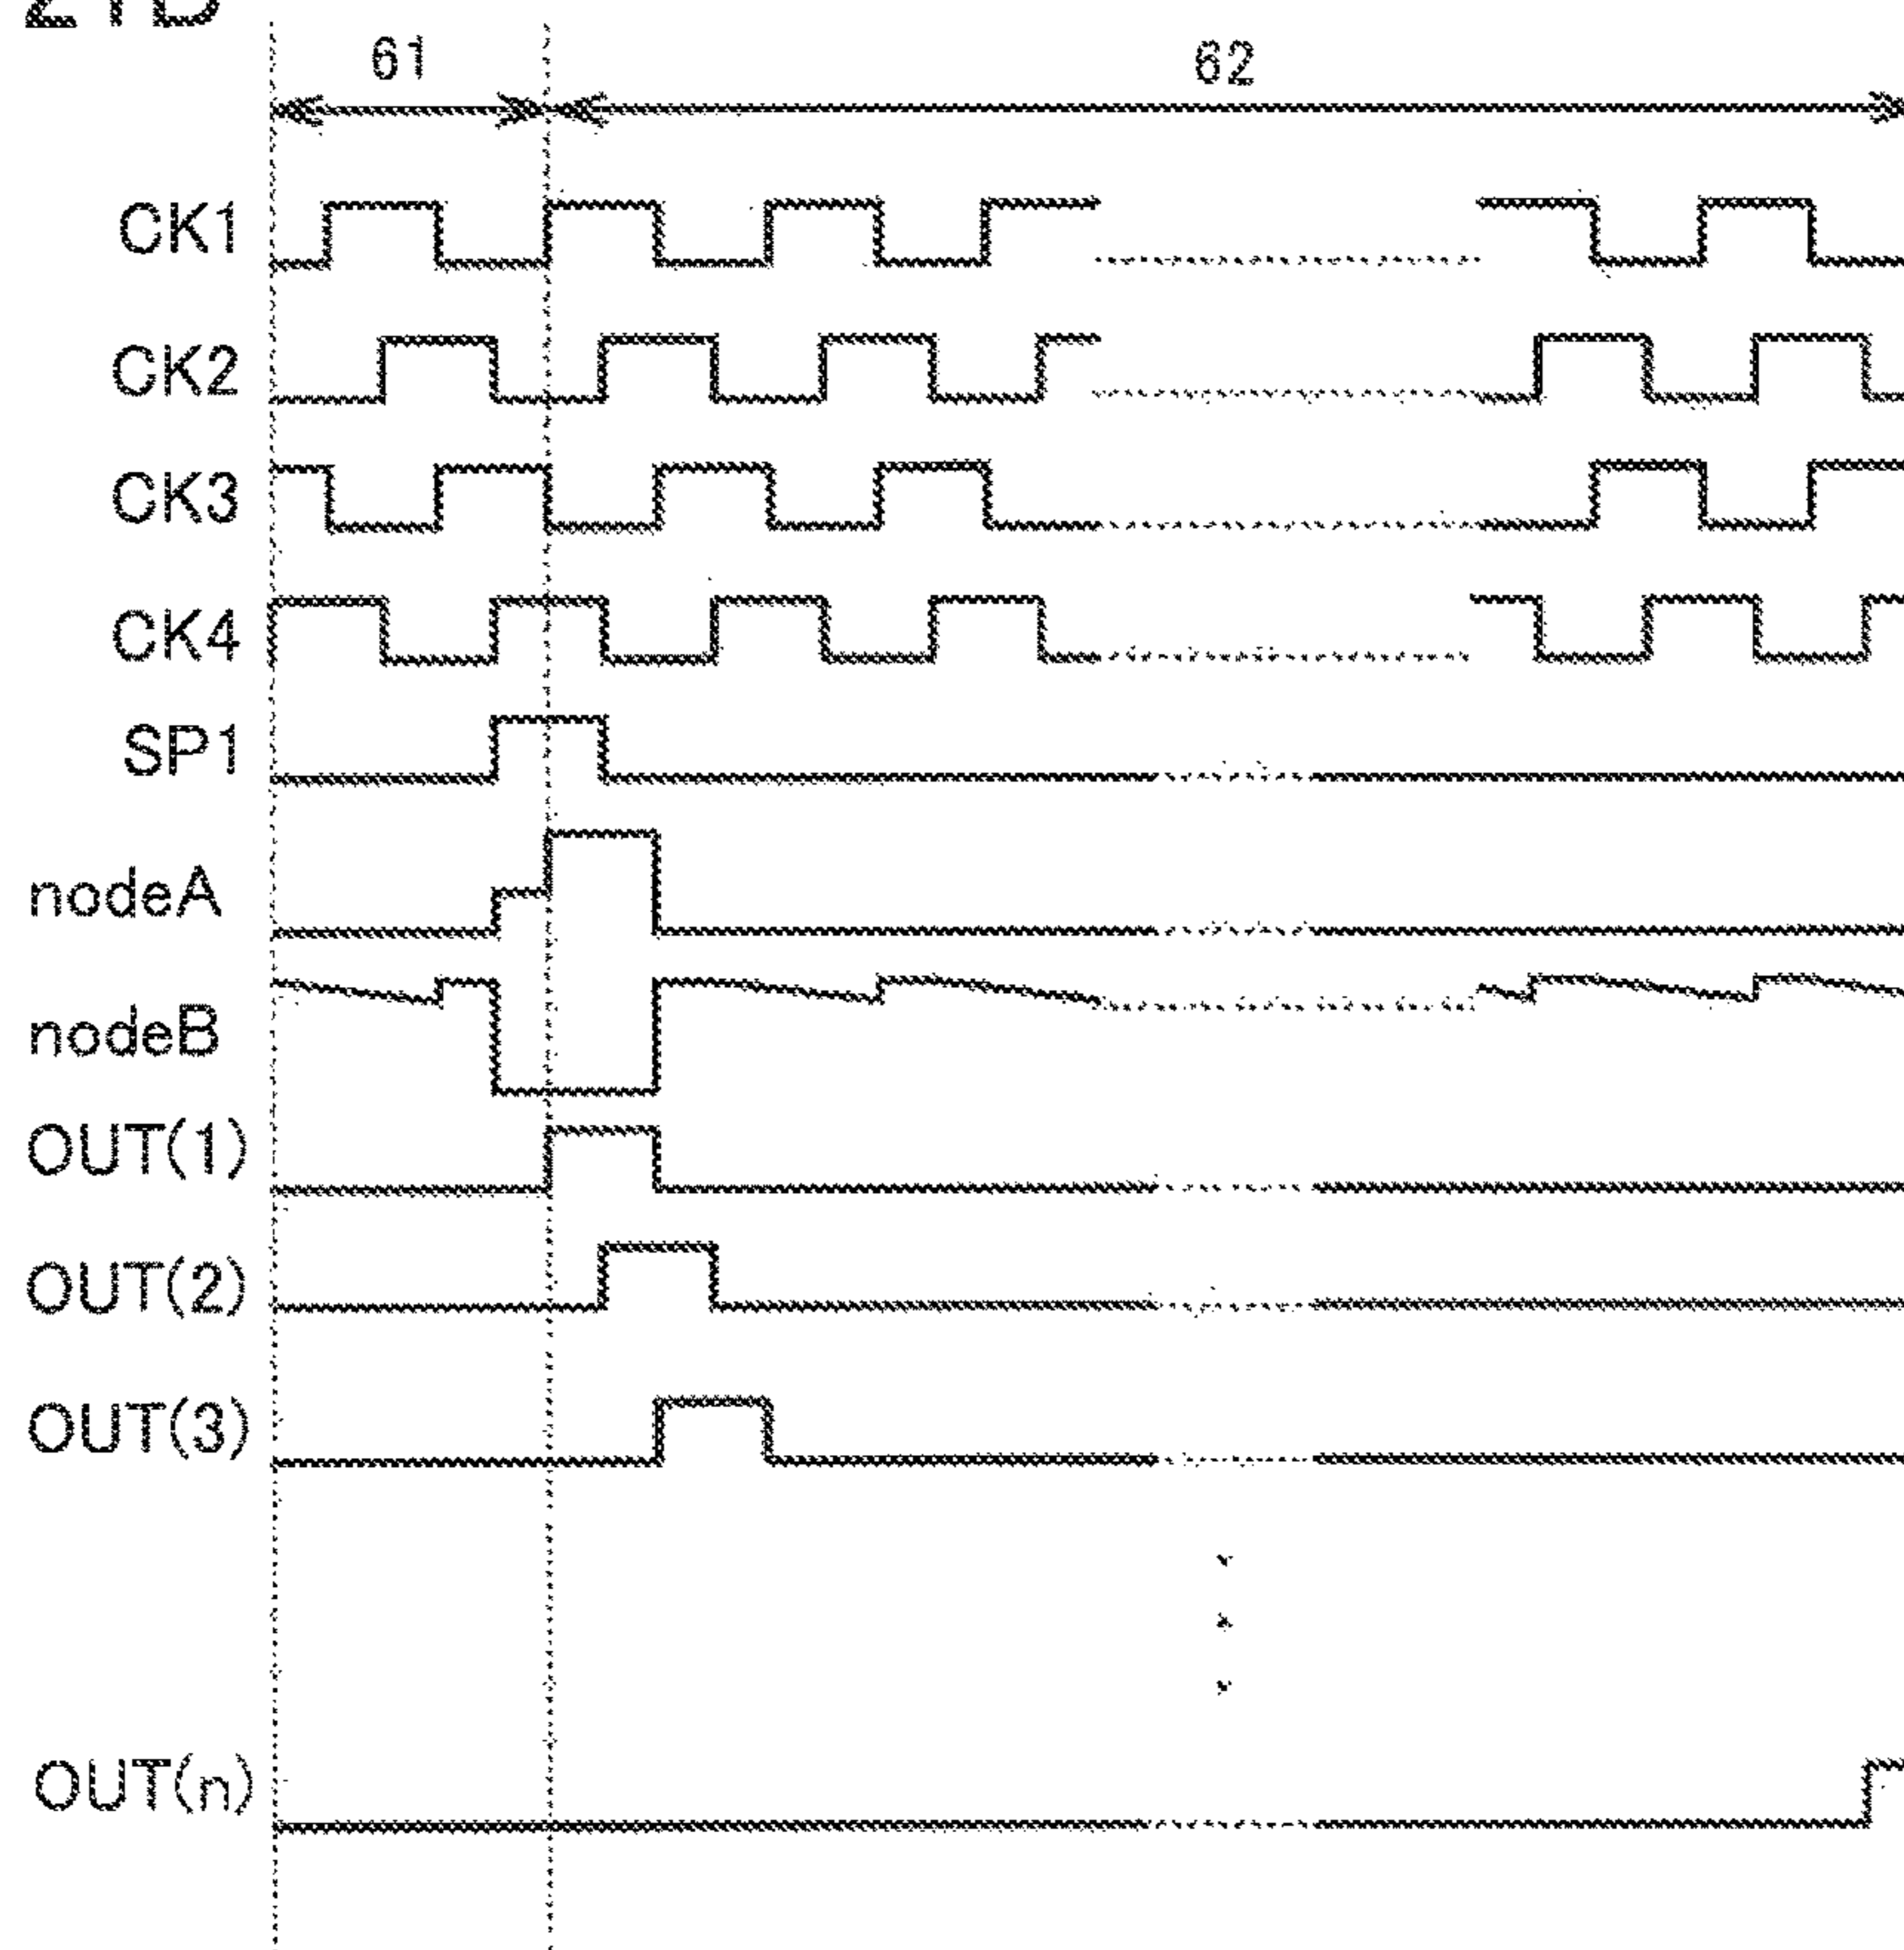 61
62
CK1
CK2
CK3
CK4
SP1
nodeA
nodeB
OUT(1)
OUT(2)
OUT(3)
OUT(n)